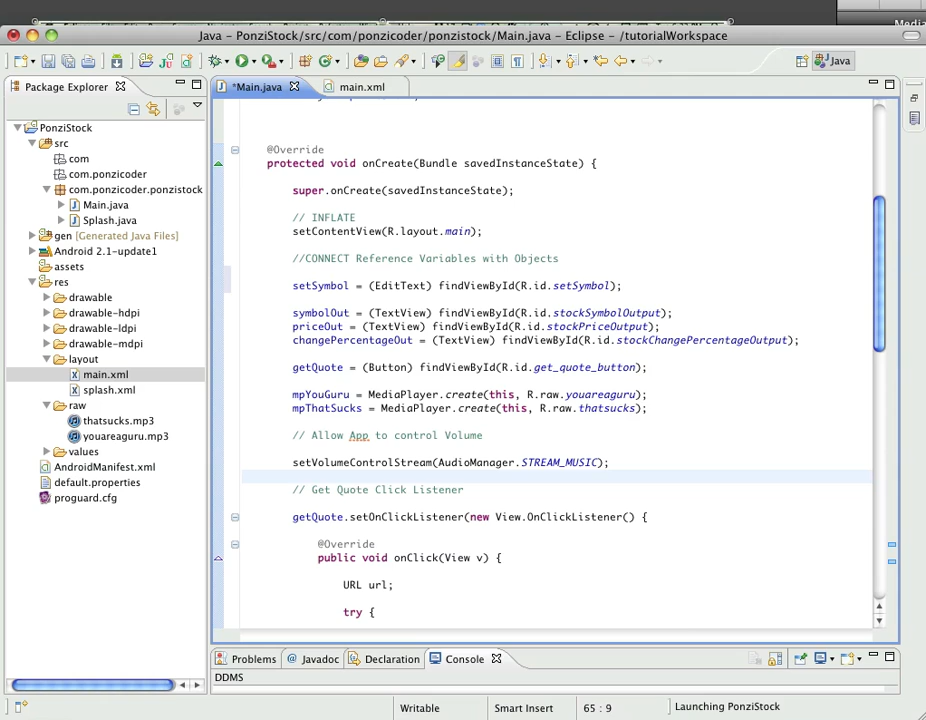 Media
Java - PonziStock/src/com/ponzicoder/ponzistock/Main.java - Eclipse - /tutorialWorkspace
Java
Package Explorer
*Main.java
main.xml
PonziStock
src
com
com.ponzicoder
com.ponzicoder.ponzistock
Main.java
Splash.java
gen [Generated Java Files]
Android 2.1-update1
assets
res
drawable
drawable-hdpi
drawable-ldpi
drawable-mdpi
layout
main.xml
splash.xml
raw
thatsucks.mp3
youareaguru.mp3
values
AndroidManifest.xml
default.properties
proguard.cfg
@Override
protected void onCreate(Bundle savedInstanceState) {
super.onCreate(savedInstanceState);
// INFLATE
setContentView(R.layout.main);
//CONNECT Reference Variables with Objects
setSymbol = (EditText) findViewById(R.id.setSymbol);
symbolOut = (TextView) findViewById(R.id.stockSymbolOutput);
priceOut = (TextView) findViewById(R.id.stockPriceOutput);
changePercentageOut = (TextView) findViewById(R.id.stockChangePercentageOutput);
getQuote = (Button) findViewById(R.id.get_quote_button);
mpYouGuru = MediaPlayer.create(this, R.raw.youareaguru);
mpThatSucks = MediaPlayer.create(this, R.raw.thatsucks);
// Allow App to control Volume
setVolumeControlStream(AudioManager.STREAM_MUSIC);
// Get Quote Click Listener
getQuote.setOnClickListener(new View.OnClickListener() {
@Override
public void onClick(View v) {
URL url;
try {
Problems
Javadoc
Declaration
Console
DDMS
Writable
Smart Insert
65 : 9
Launching PonziStock